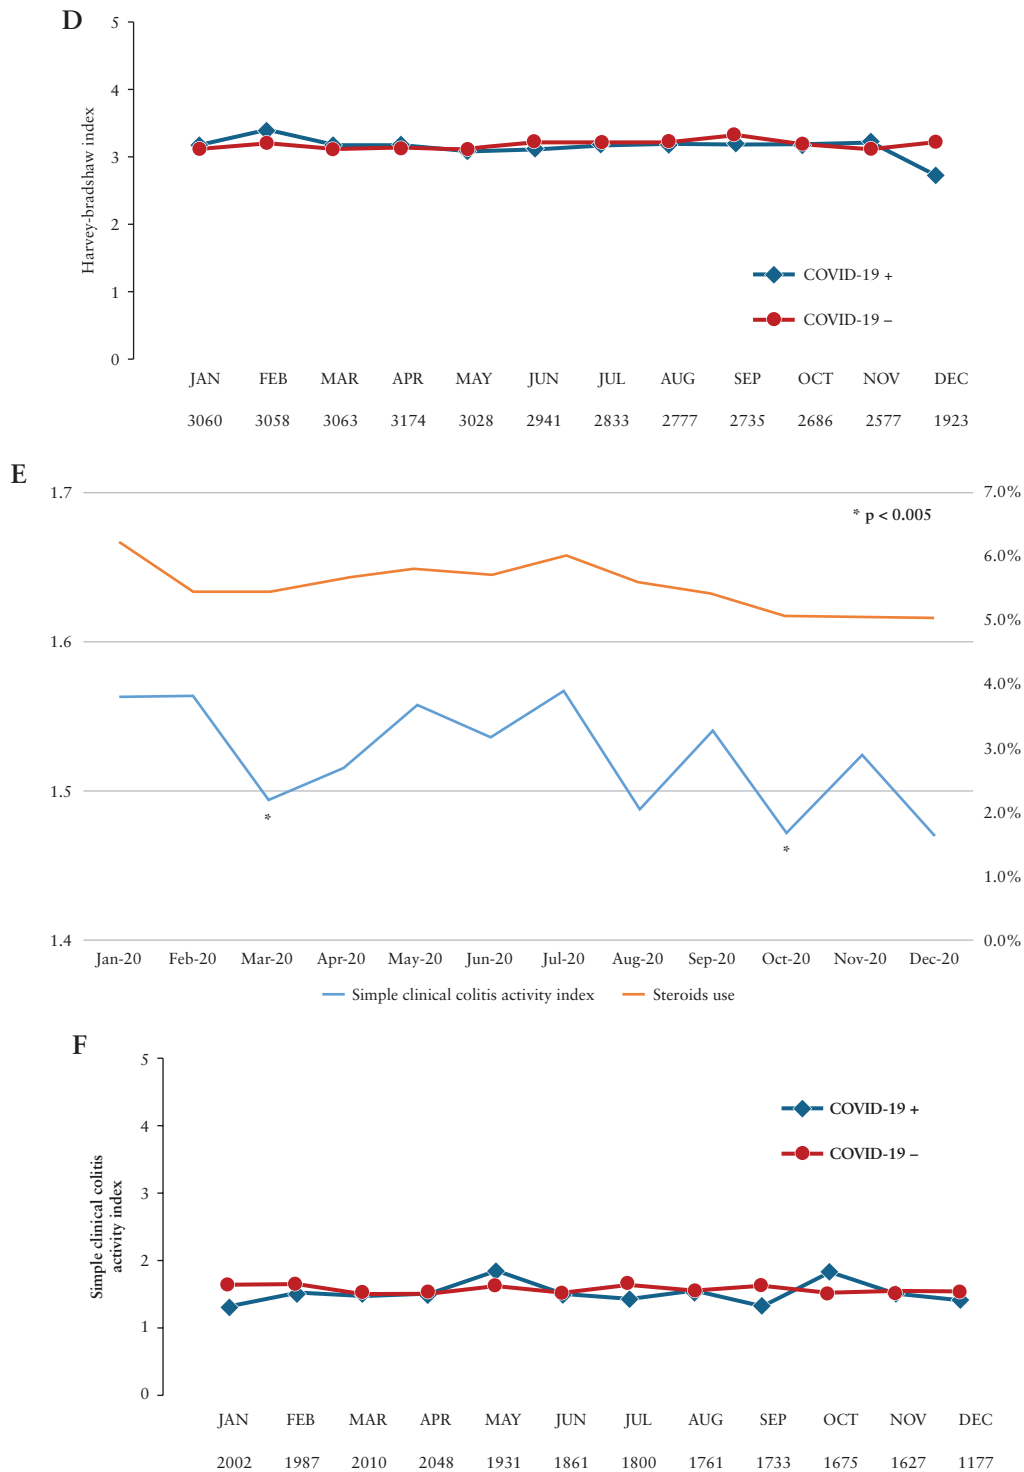 D
5
4
3
2
1
0
Harvey-bradshaw index
COVID-19 +
COVID-19 –
JAN FEB MAR APR MAY JUN JUL AUG SEP OCT NOV DEC
3060 3058 3063 3174 3028 2941 2833 2777 2735 2686 2577 1923
E
1.7
1.6
1.5
1.4
7.0%
6.0%
5.0%
4.0%
3.0%
2.0%
1.0%
0.0%
* p < 0.005
*
*
Jan-20 Feb-20 Mar-20 Apr-20 May-20 Jun-20 Jul-20 Aug-20 Sep-20 Oct-20 Nov-20 Dec-20
Simple clinical colitis activity index Steroids use
F
5
4
3
2
1
0
Simple clinical colitis
activity index
COVID-19 +
COVID-19 –
JAN FEB MAR APR MAY JUN JUL AUG SEP OCT NOV DEC
2002 1987 2010 2048 1931 1861 1800 1761 1733 1675 1627 1177